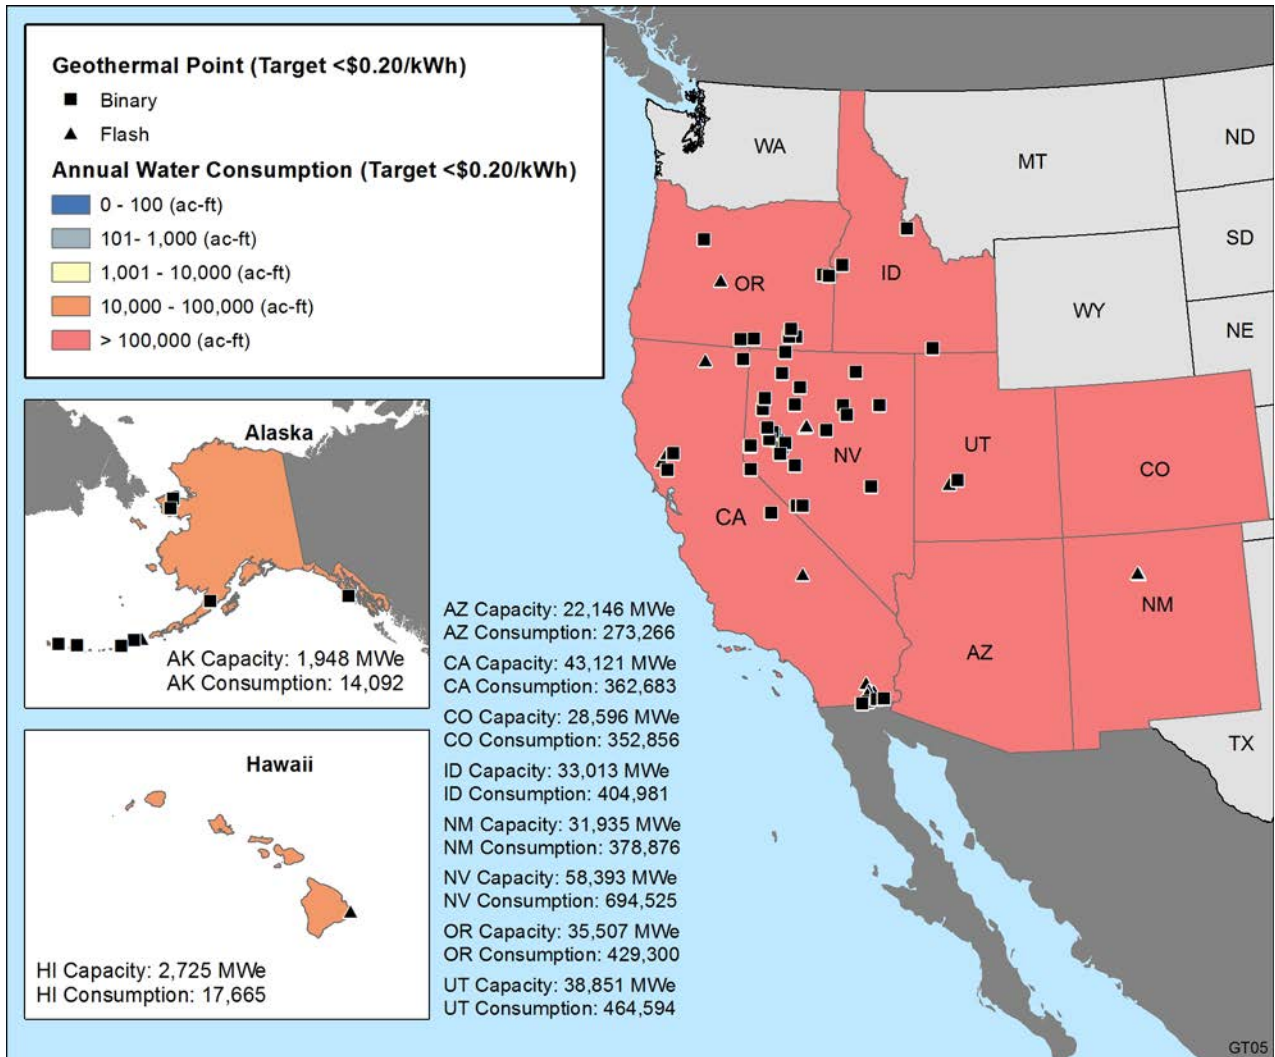 Geothermal Point (Target <$0.20/kWh)
Binary
Flash
Annual Water Consumption (Target <$0.20/kWh)
0 - 100 (ac-ft)
101- 1,000 (ac-ft)
1,001 - 10,000 (ac-ft)
10,000 - 100,000 (ac-ft)
> 100,000 (ac-ft)
WA
MT
ND
OR
ID
SD
WY
NE
CA
NV
UT
CO
AZ
NM
TX
Alaska
AK Capacity: 1,948 MWe
AK Consumption: 14,092
Hawaii
HI Capacity: 2,725 MWe
HI Consumption: 17,665
AZ Capacity: 22,146 MWe
AZ Consumption: 273,266
CA Capacity: 43,121 MWe
CA Consumption: 362,683
CO Capacity: 28,596 MWe
CO Consumption: 352,856
ID Capacity: 33,013 MWe
ID Consumption: 404,981
NM Capacity: 31,935 MWe
NM Consumption: 378,876
NV Capacity: 58,393 MWe
NV Consumption: 694,525
OR Capacity: 35,507 MWe
OR Consumption: 429,300
UT Capacity: 38,851 MWe
UT Consumption: 464,594
GT05